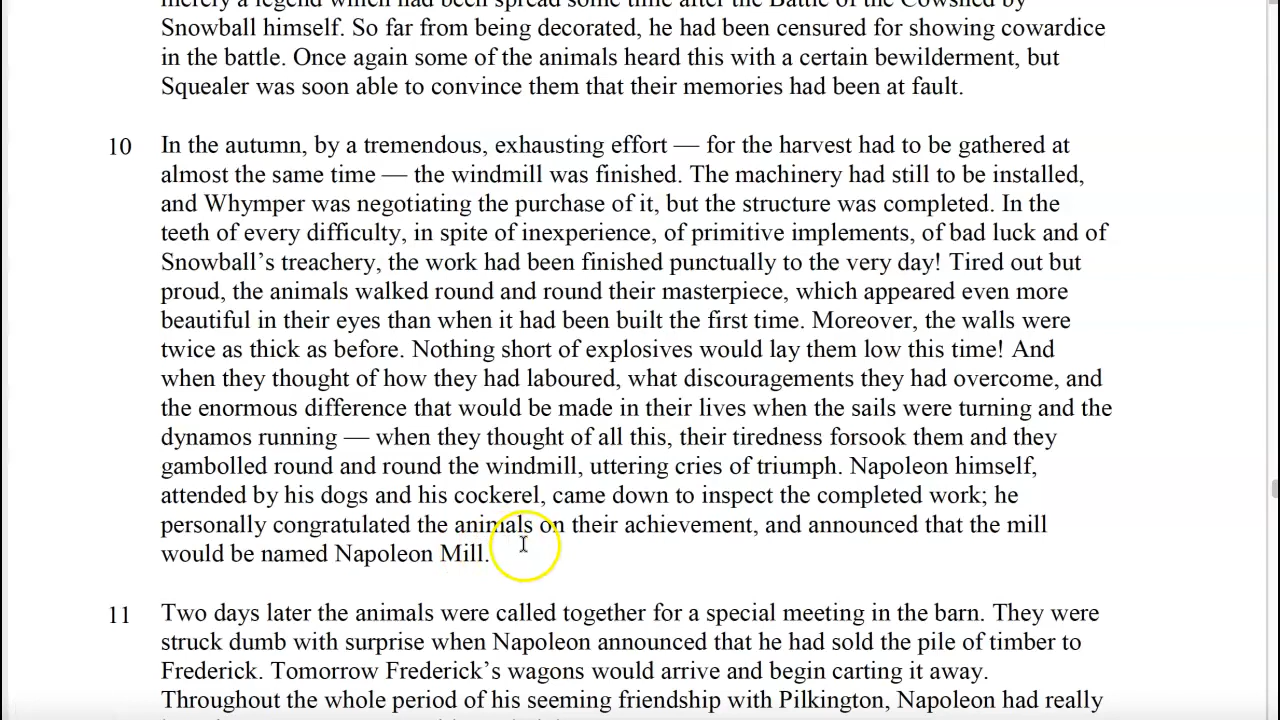 merely a legend which had been spread some time after the Battle of the Cowshed by
Snowball himself. So far from being decorated, he had been censured for showing cowardice
in the battle. Once again some of the animals heard this with a certain bewilderment, but
Squealer was soon able to convince them that their memories had been at fault.
10 In the autumn, by a tremendous, exhausting effort — for the harvest had to be gathered at
almost the same time — the windmill was finished. The machinery had still to be installed,
and Whymper was negotiating the purchase of it, but the structure was completed. In the
teeth of every difficulty, in spite of inexperience, of primitive implements, of bad luck and of
Snowball’s treachery, the work had been finished punctually to the very day! Tired out but
proud, the animals walked round and round their masterpiece, which appeared even more
beautiful in their eyes than when it had been built the first time. Moreover, the walls were
twice as thick as before. Nothing short of explosives would lay them low this time! And
when they thought of how they had laboured, what discouragements they had overcome, and
the enormous difference that would be made in their lives when the sails were turning and the
dynamos running — when they thought of all this, their tiredness forsook them and they
gambolled round and round the windmill, uttering cries of triumph. Napoleon himself,
attended by his dogs and his cockerel, came down to inspect the completed work; he
personally congratulated the animals on their achievement, and announced that the mill
would be named Napoleon Mill.
11 Two days later the animals were called together for a special meeting in the barn. They were
struck dumb with surprise when Napoleon announced that he had sold the pile of timber to
Frederick. Tomorrow Frederick’s wagons would arrive and begin carting it away.
Throughout the whole period of his seeming friendship with Pilkington, Napoleon had really